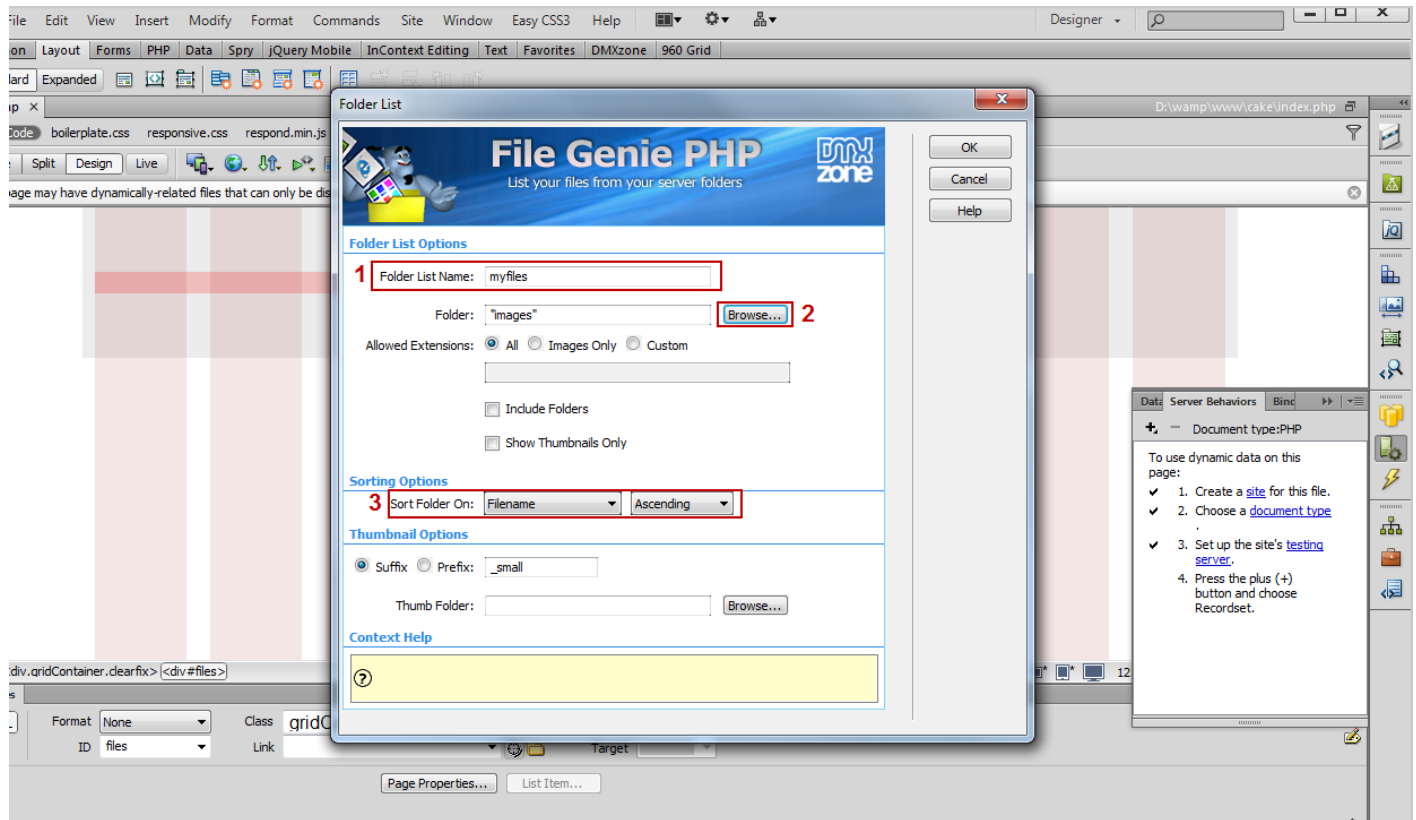 File Edit View Insert Modify Format Commands Site Window Easy CSS3 Help Designer
on Layout Forms PHP Data Spry jQuery Mobile InContext Editing Text Favorites DMXzone 960 Grid
dard Expanded
hp × D:\wamp\www\cake\index.php
Code boilerplate.css responsive.css respond.min.js
Split Design Live
page may have dynamically-related files that can only be dis
Folder List
File Genie PHP
List your files from your server folders
DMX
zone
OK
Cancel
Help
Folder List Options
1 Folder List Name: myfiles
Folder: "images" Browse... 2
Allowed Extensions: All Images Only Custom
Include Folders
Show Thumbnails Only
Sorting Options
3 Sort Folder On: Filename Ascending
Thumbnail Options
Suffix Prefix: _small
Thumb Folder: Browse...
Context Help
?
Data Server Behaviors Bind
Document type:PHP
To use dynamic data on this
page:
1. Create a site for this file.
2. Choose a document type
.
3. Set up the site's testing
server.
4. Press the plus (+)
button and choose
Recordset.
div.gridContainer.clearfix> <div#files> 12
Format None Class gridC
ID files Link Target
Page Properties... List Item...